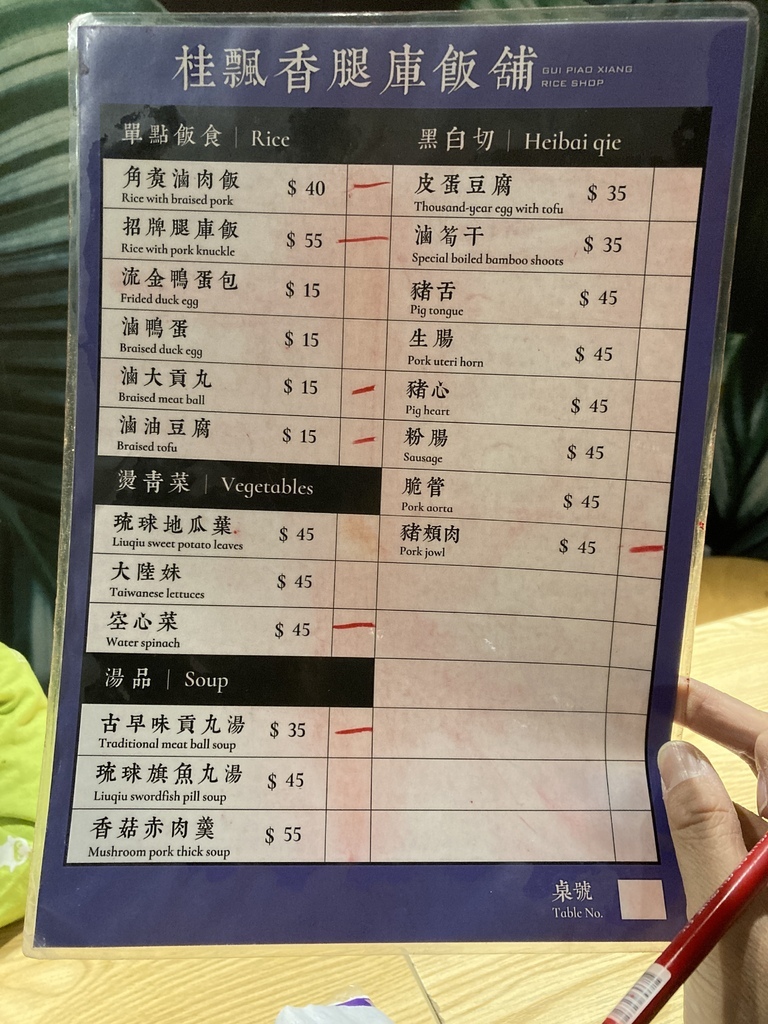 桂飄香腿庫飯舖 GUI PIAO XIANG
RICE SHOP
單點飯食 | Rice
角煑滷肉飯 $ 40
Rice with braised pork
招牌腿庫飯 $ 55
Rice with pork knuckle
流金鴨蛋包 $ 15
Frided duck egg
滷鴨蛋 $ 15
Braised duck egg
滷大貢丸 $ 15
Braised meat ball
滷油豆腐 $ 15
Braised tofu
燙青菜 | Vegetables
琉球地瓜葉 $ 45
Liuqiu sweet potato leaves
大陸妹 $ 45
Taiwanese lettuces
空心菜 $ 45
Water spinach
湯品 | Soup
古早味貢丸湯 $ 35
Traditional meat ball soup
琉球旗魚丸湯 $ 45
Liuqiu swordfish pill soup
香菇赤肉羹 $ 55
Mushroom pork thick soup
黑白切 | Heibai qie
皮蛋豆腐 $ 35
Thousand-year egg with tofu
滷筍干 $ 35
Special boiled bamboo shoots
豬舌 $ 45
Pig tongue
生腸 $ 45
Pork uteri horn
豬心 $ 45
Pig heart
粉腸 $ 45
Sausage
脆管 $ 45
Pork aorta
豬頰肉 $ 45
Pork jowl
桌號
Table No.